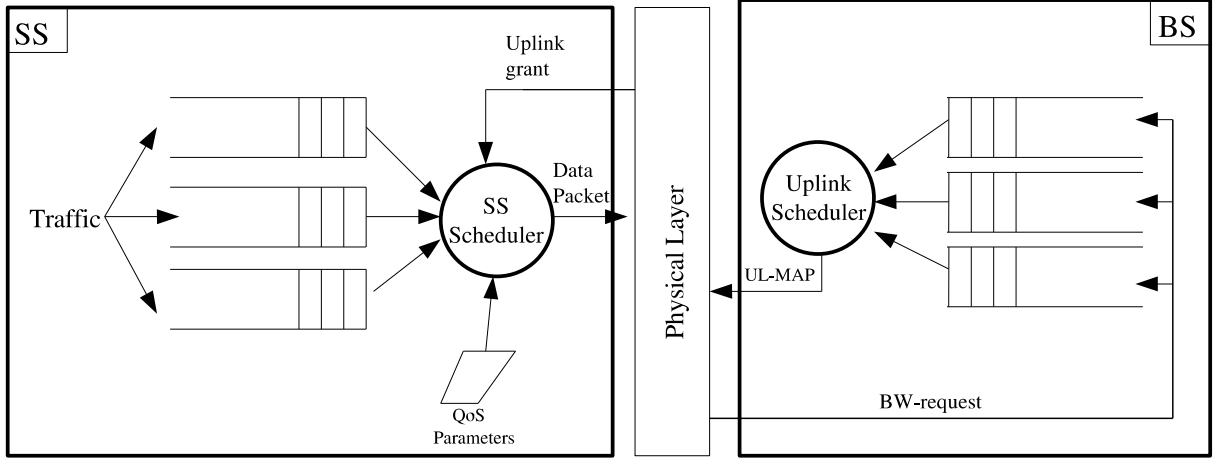 SS
Uplink
grant
Traffic
SS
Scheduler
Data
Packet
QoS
Parameters
Physical Layer
BS
Uplink
Scheduler
UL-MAP
BW-request